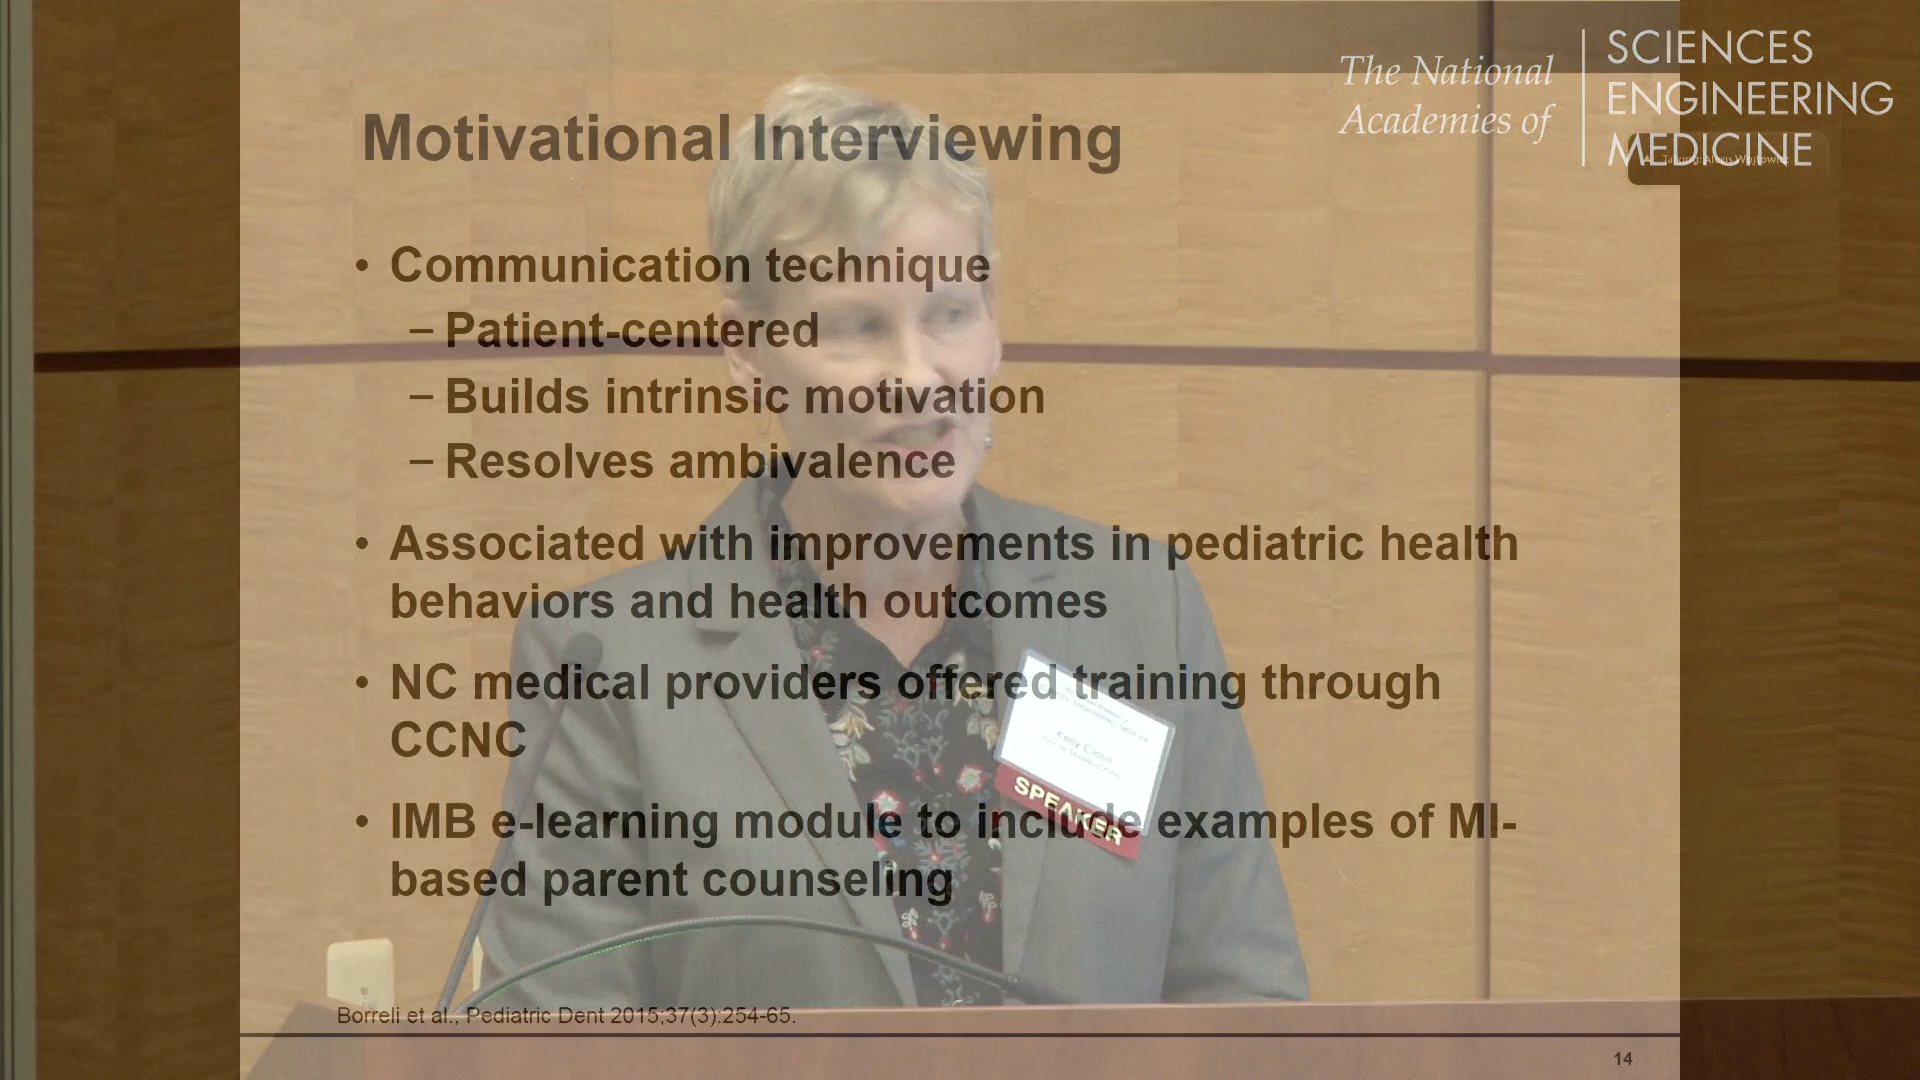 The National
Academies of
SCIENCES
ENGINEERING
MEDICINE
Motivational Interviewing
• Communication technique
– Patient-centered
– Builds intrinsic motivation
– Resolves ambivalence
• Associated with improvements in pediatric health
behaviors and health outcomes
• NC medical providers offered training through
CCNC
• IMB e-learning module to include examples of MI-
based parent counseling
Kelly Close
SPEAKER
Borreli et al., Pediatric Dent 2015;37(3):254-65.
14